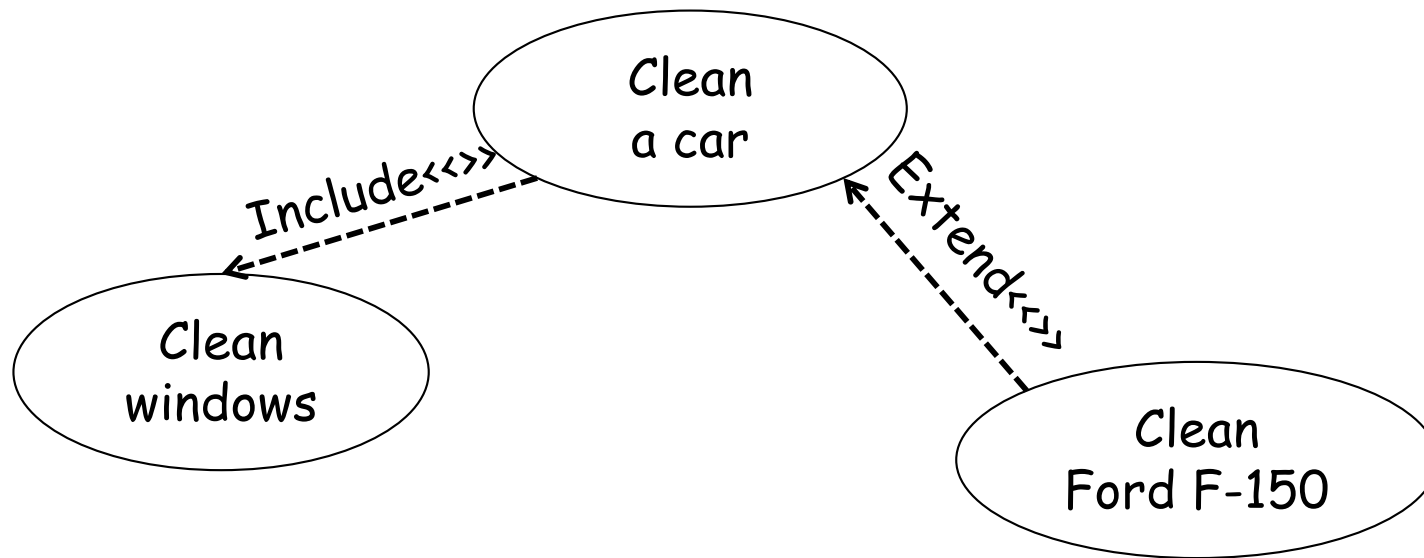 Clean
a car
Include<<>>
Extend<<>>
Clean
windows
Clean
Ford F-150